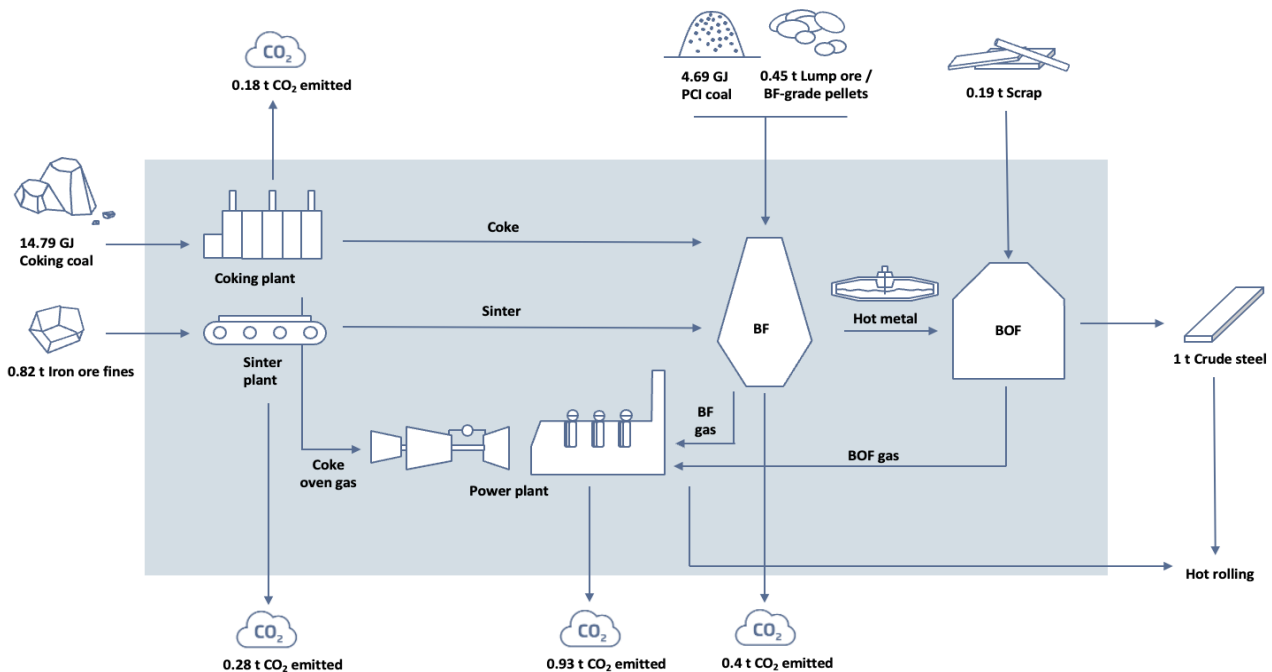 CO₂
0.18 t CO₂ emitted
4.69 GJ
PCI coal
0.45 t Lump ore /
BF-grade pellets
0.19 t Scrap
14.79 GJ
Coking coal
Coking plant
Coke
0.82 t Iron ore fines
Sinter
plant
Sinter
BF
Hot metal
BOF
1 t Crude steel
Coke
oven gas
Power plant
BF
gas
BOF gas
Hot rolling
CO₂
0.28 t CO₂ emitted
CO₂
0.93 t CO₂ emitted
CO₂
0.4 t CO₂ emitted